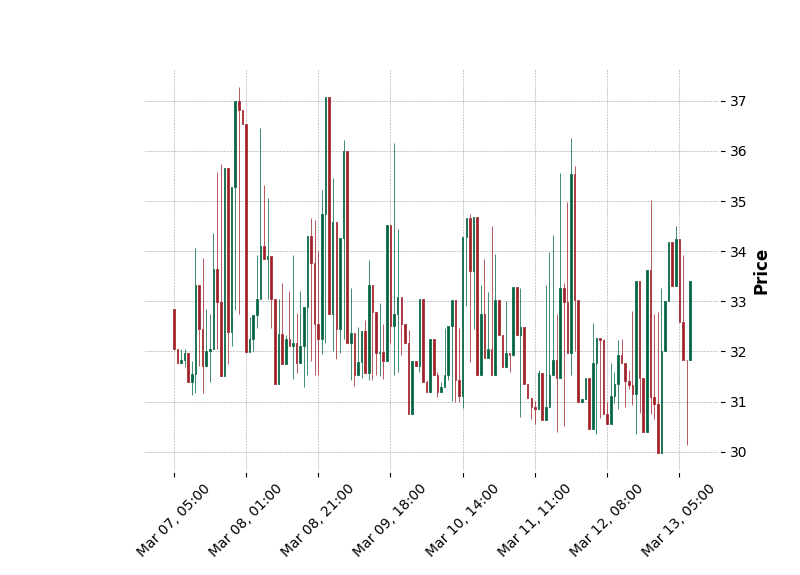 37
36
35
34
33
32
31
30
Price
Mar 07, 05:00
Mar 08, 01:00
Mar 08, 21:00
Mar 09, 18:00
Mar 10, 14:00
Mar 11, 11:00
Mar 12, 08:00
Mar 13, 05:00